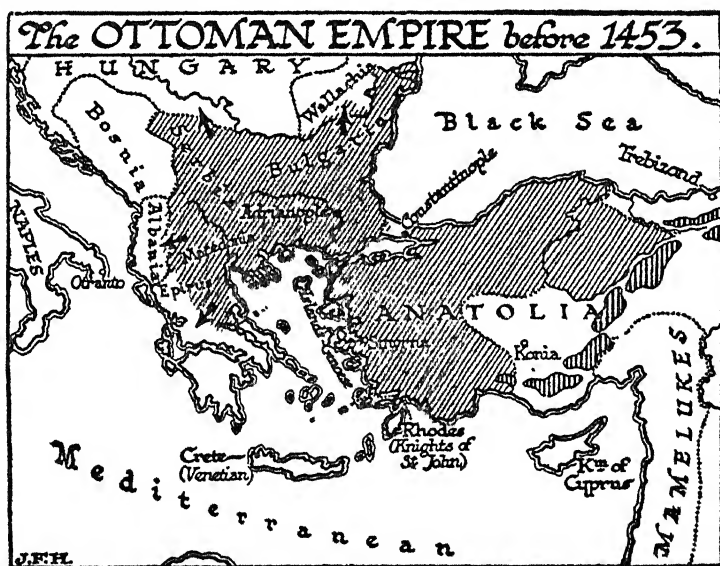 The OTTOMAN EMPIRE before 1453.
HUNGARY
Wallachia
Black Sea
Bosnia
Serbia
Bulgaria
Trebizond
Constantinople
Adrianople
NAPLES
Albania
Macedonia
Otranto
Epirus
ANATOLIA
Smyrna
Konia
MAMELUKES
Rhodes
(Knights of
St John)
Crete
(Venetian)
Km of
Cyprus
Mediterranean
J.F.H.